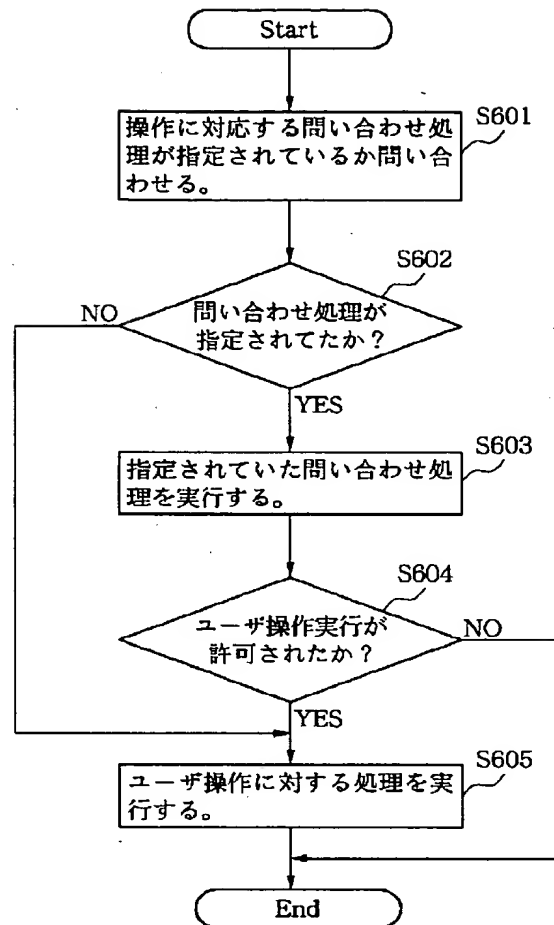 Start
S601
操作に対応する問い合わせ処
理が指定されているか問い合
わせる。
S602
NO
問い合わせ処理が
指定されてたか？
YES
S603
指定されていた問い合わせ処
理を実行する。
S604
ユーザ操作実行が
許可されたか？
NO
YES
S605
ユーザ操作に対する処理を実
行する。
End